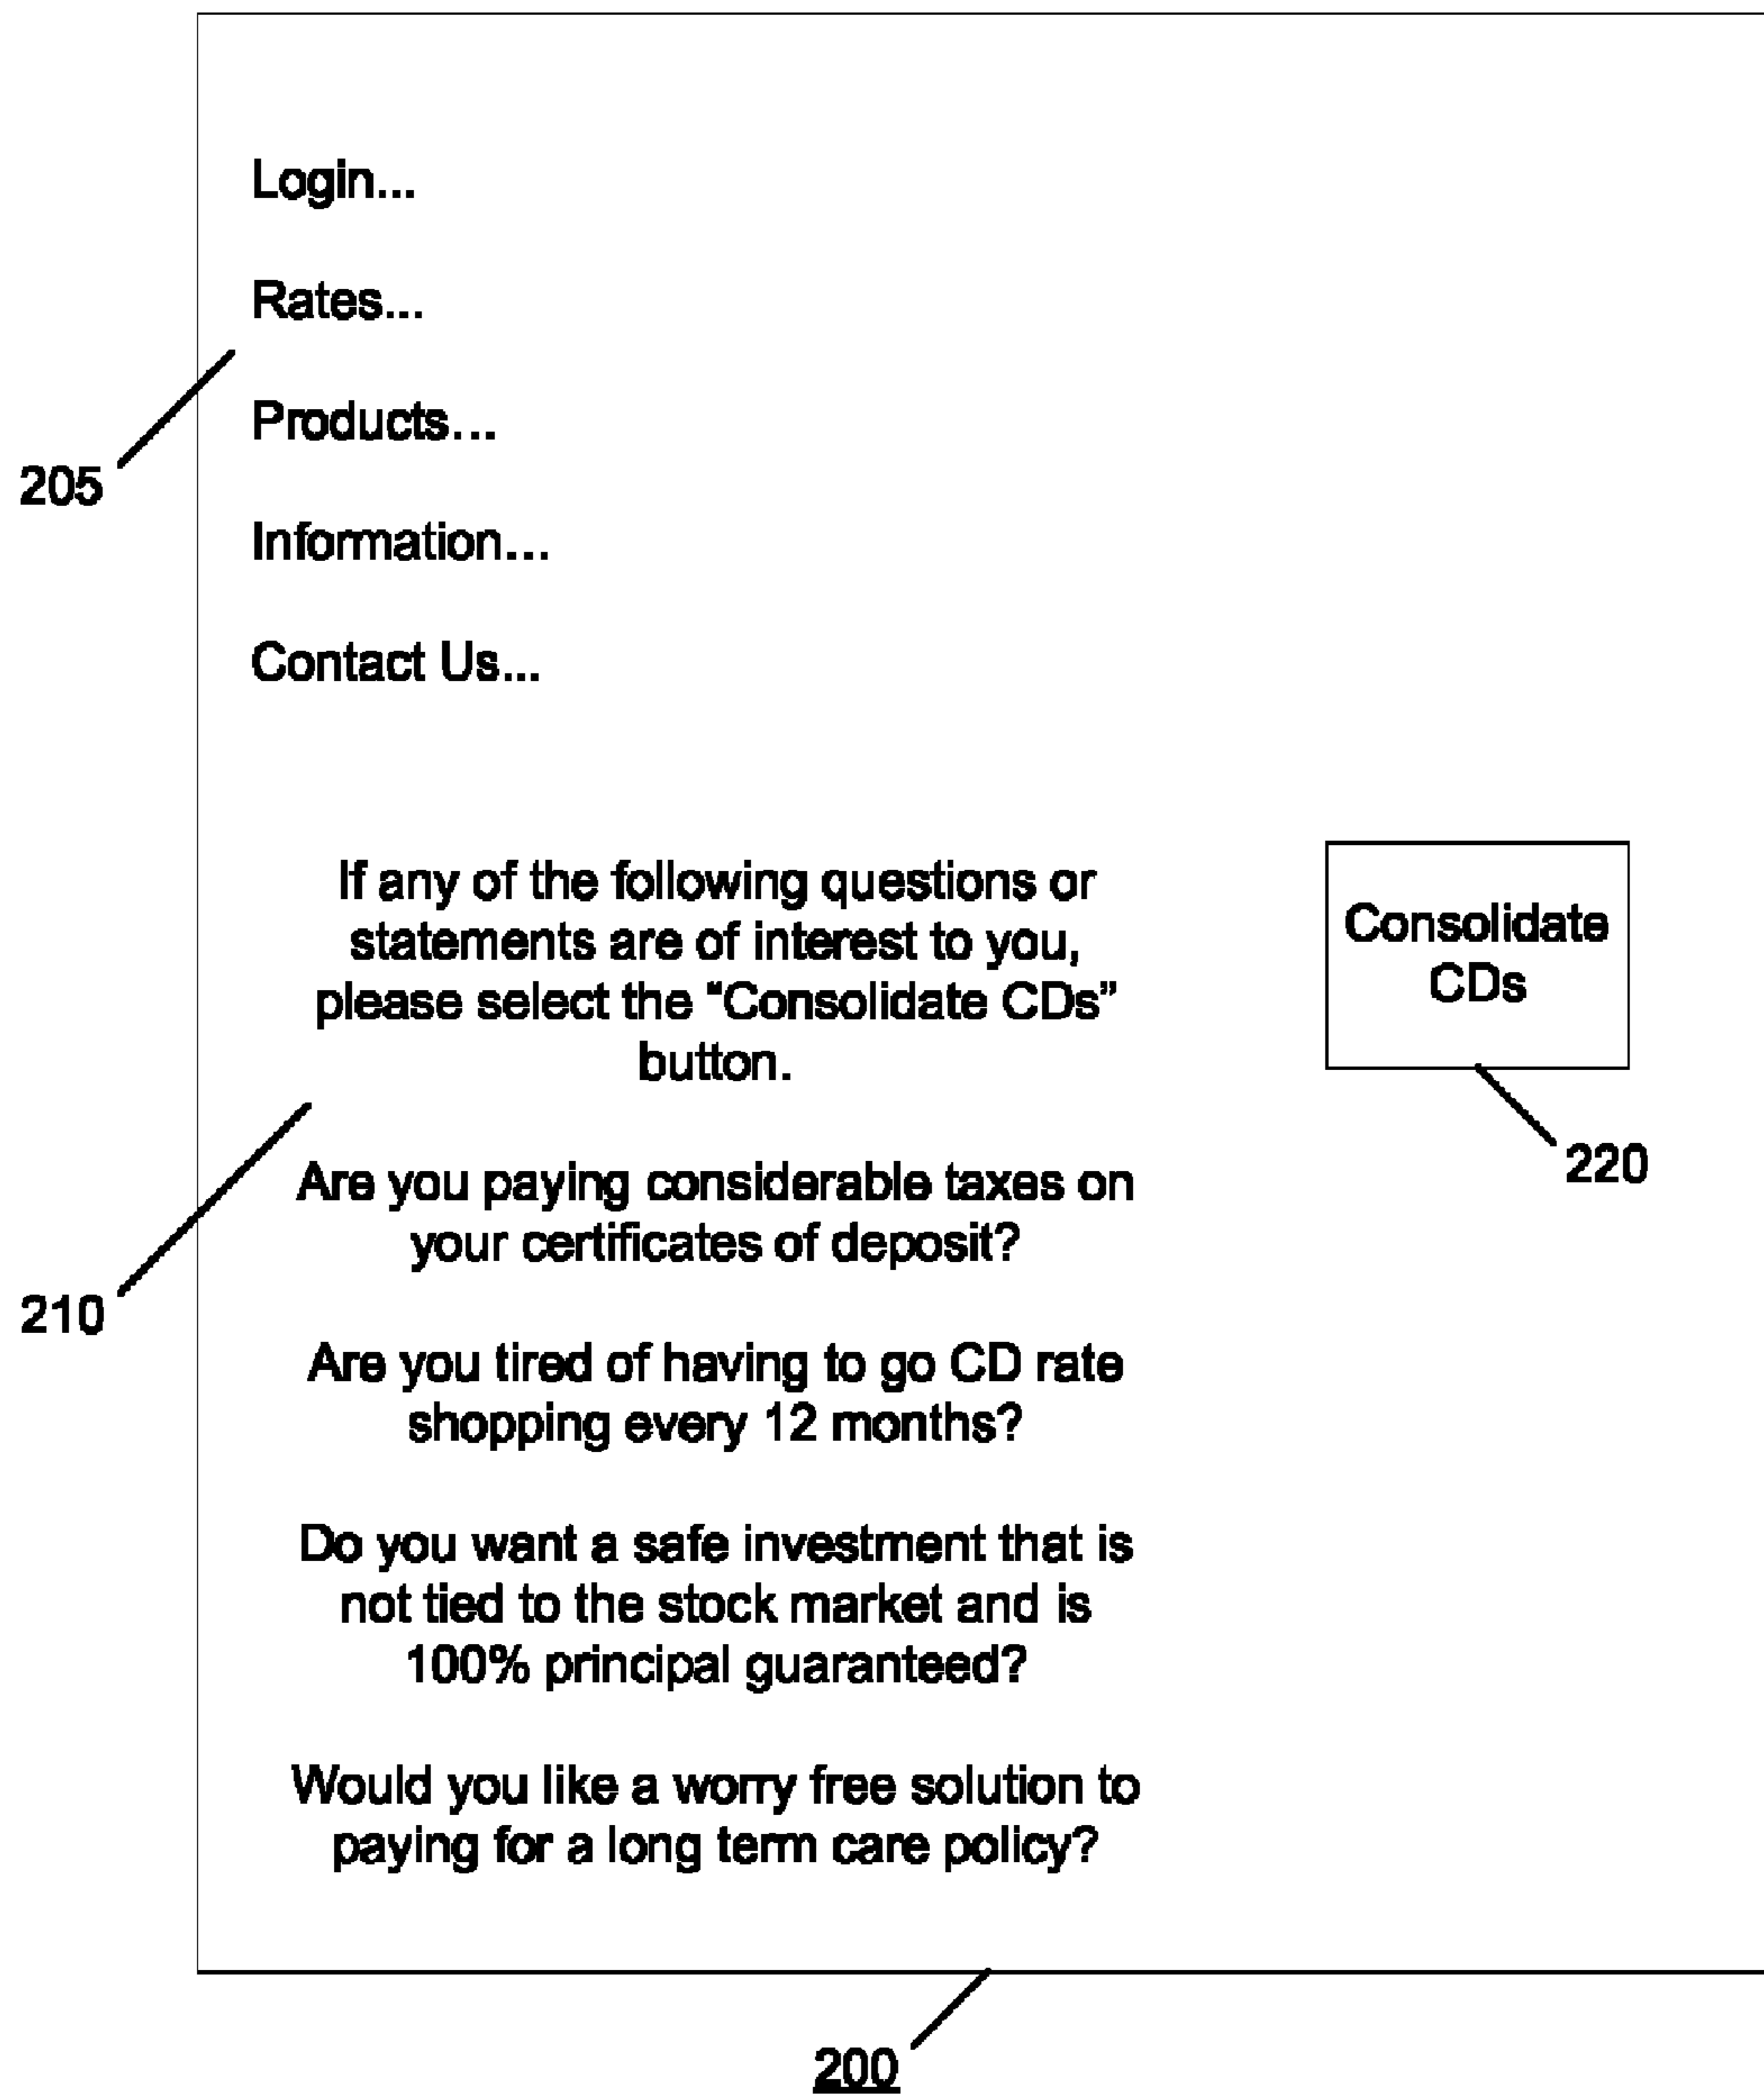 Login...
Rates...
Products...
205
Information...
Contact Us...
If any of the following questions or
statements are of interest to you,
please select the “Consolidate CDs”
button.
Consolidate
CDs
220
Are you paying considerable taxes on
your certificates of deposit?
210
Are you tired of having to go CD rate
shopping every 12 months?
Do you want a safe investment that is
not tied to the stock market and is
100% principal guaranteed?
Would you like a worry free solution to
paying for a long term care policy?
200